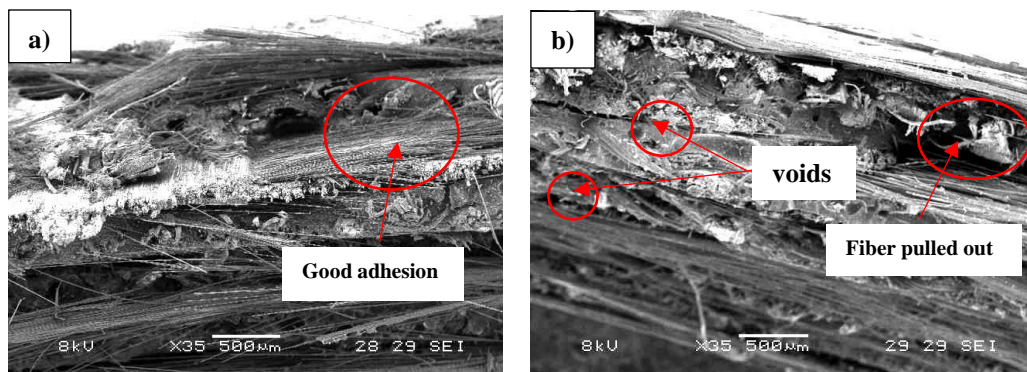 a)
Good adhesion
8kV X35 500μm 28 29 SEI
b)
voids
Fiber pulled out
8kV X35 500μm 29 29 SEI